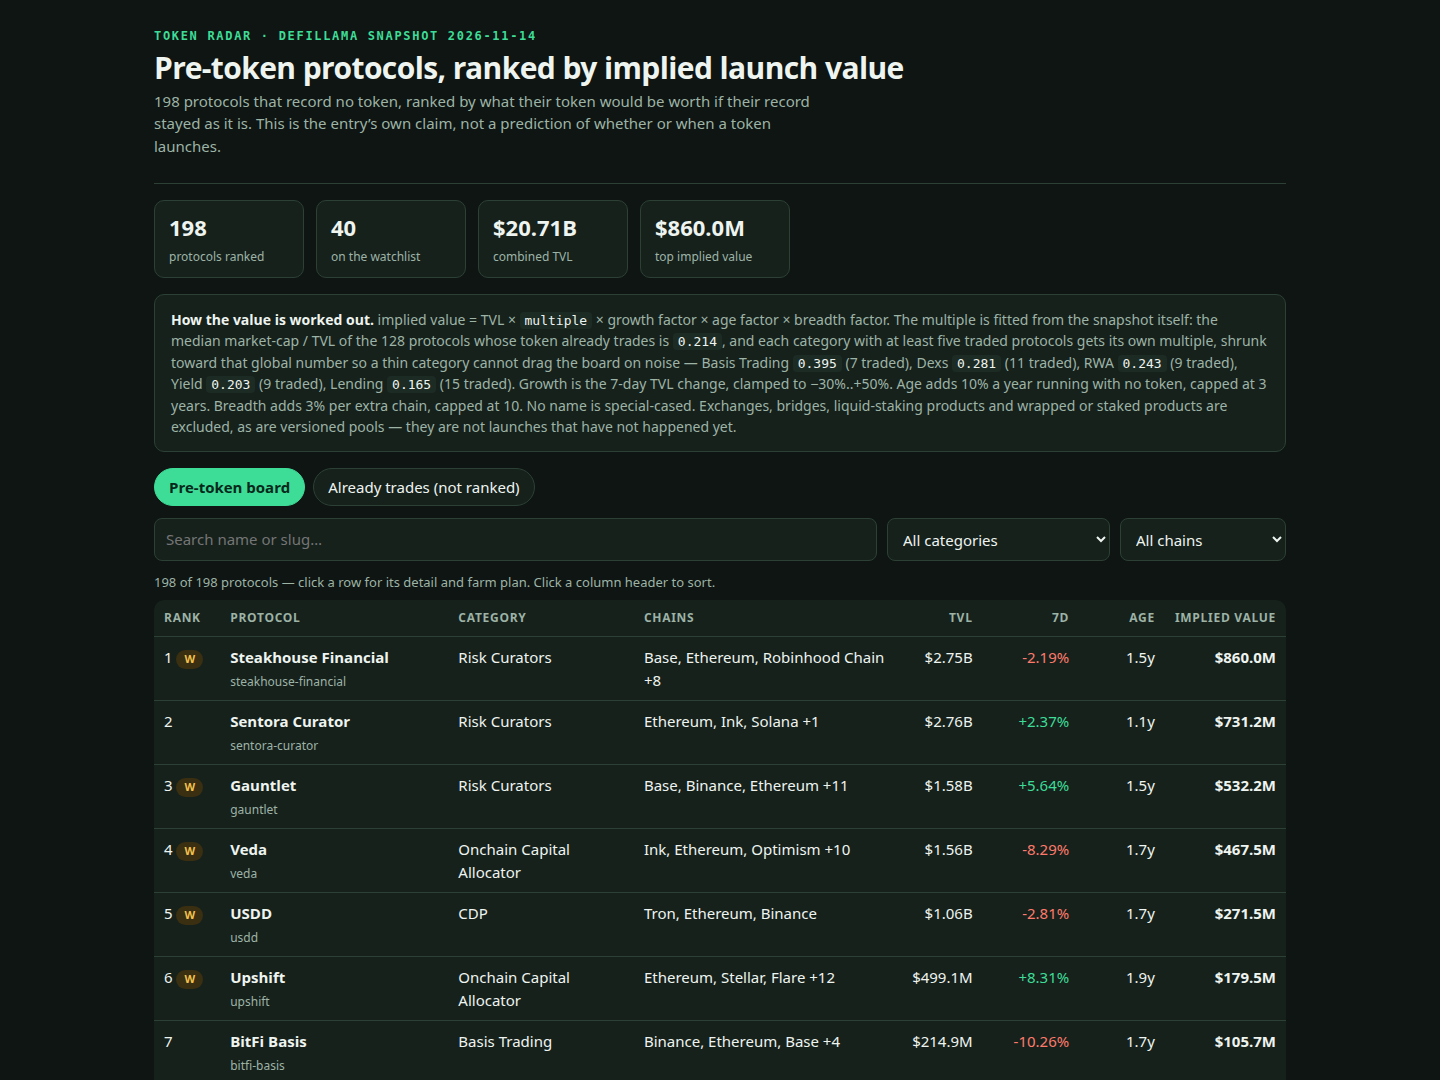 TOKEN RADAR · DEFILLAMA SNAPSHOT 2026-11-14
Pre-token protocols, ranked by implied launch value
198 protocols that record no token, ranked by what their token would be worth if their record
stayed as it is. This is the entry’s own claim, not a prediction of whether or when a token
launches.
198
protocols ranked
40
on the watchlist
$20.71B
combined TVL
$860.0M
top implied value
How the value is worked out. implied value = TVL × multiple × growth factor × age factor × breadth factor. The multiple is fitted from the snapshot itself: the
median market-cap / TVL of the 128 protocols whose token already trades is 0.214, and each category with at least five traded protocols gets its own multiple, shrunk
toward that global number so a thin category cannot drag the board on noise — Basis Trading 0.395 (7 traded), Dexs 0.281 (11 traded), RWA 0.243 (9 traded),
Yield 0.203 (9 traded), Lending 0.165 (15 traded). Growth is the 7-day TVL change, clamped to −30%..+50%. Age adds 10% a year running with no token, capped at 3
years. Breadth adds 3% per extra chain, capped at 10. No name is special-cased. Exchanges, bridges, liquid-staking products and wrapped or staked products are
excluded, as are versioned pools — they are not launches that have not happened yet.
Pre-token board
Already trades (not ranked)
Search name or slug...
All categories
All chains
198 of 198 protocols — click a row for its detail and farm plan. Click a column header to sort.
RANK PROTOCOL CATEGORY CHAINS TVL 7D AGE IMPLIED VALUE
1 W Steakhouse Financial Risk Curators Base, Ethereum, Robinhood Chain $2.75B -2.19% 1.5y $860.0M
steakhouse-financial +8
2 Sentora Curator Risk Curators Ethereum, Ink, Solana +1 $2.76B +2.37% 1.1y $731.2M
sentora-curator
3 W Gauntlet Risk Curators Base, Binance, Ethereum +11 $1.58B +5.64% 1.5y $532.2M
gauntlet
4 W Veda Onchain Capital Ink, Ethereum, Optimism +10 $1.56B -8.29% 1.7y $467.5M
veda Allocator
5 W USDD CDP Tron, Ethereum, Binance $1.06B -2.81% 1.7y $271.5M
usdd
6 W Upshift Onchain Capital Ethereum, Stellar, Flare +12 $499.1M +8.31% 1.9y $179.5M
upshift Allocator
7 BitFi Basis Basis Trading Binance, Ethereum, Base +4 $214.9M -10.26% 1.7y $105.7M
bitfi-basis